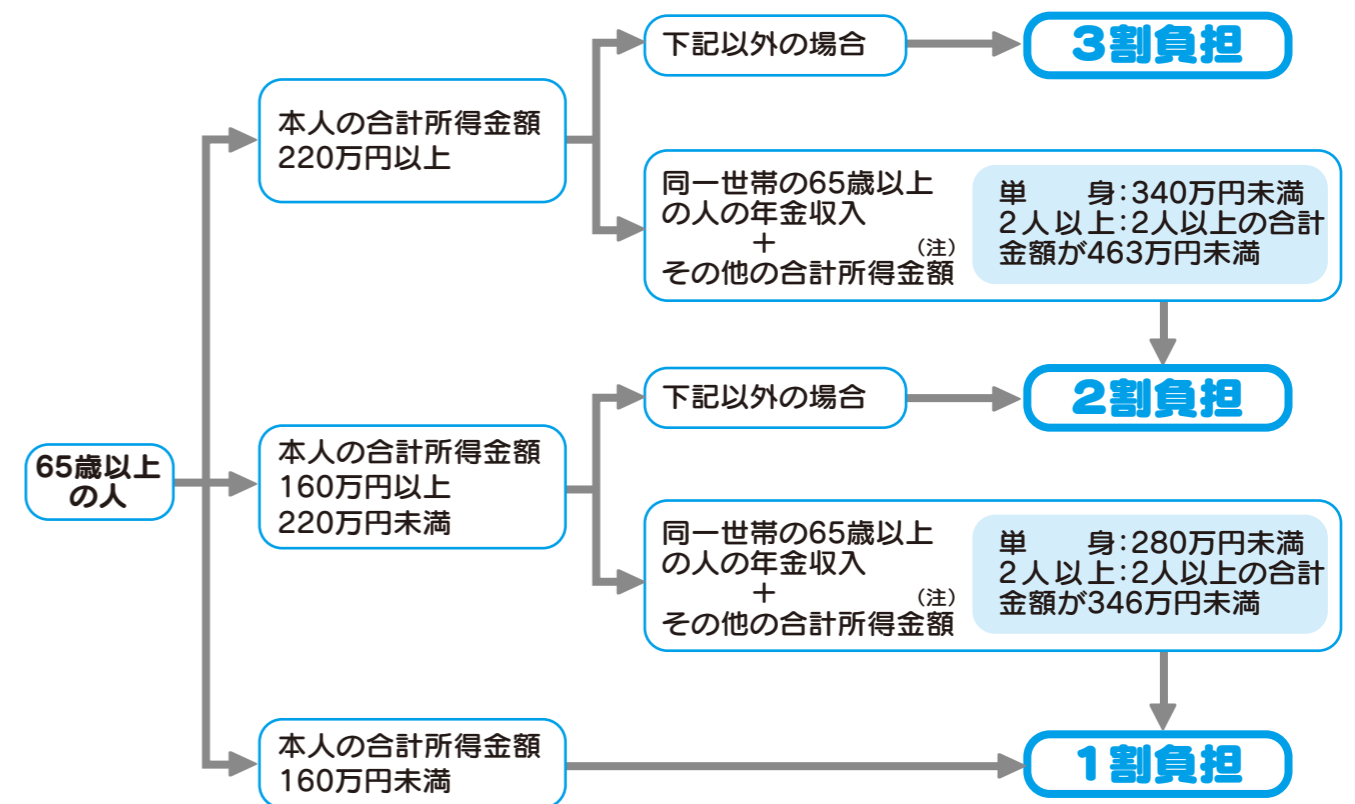 65歳以上
の人
本人の合計所得金額
220万円以上
下記以外の場合
3割負担
同一世帯の65歳以上
の人の年金収入
＋
(注)
その他の合計所得金額
単　身:340万円未満
2人以上:2人以上の合計
金額が463万円未満
本人の合計所得金額
160万円以上
220万円未満
下記以外の場合
2割負担
同一世帯の65歳以上
の人の年金収入
＋
(注)
その他の合計所得金額
単　身:280万円未満
2人以上:2人以上の合計
金額が346万円未満
本人の合計所得金額
160万円未満
1割負担